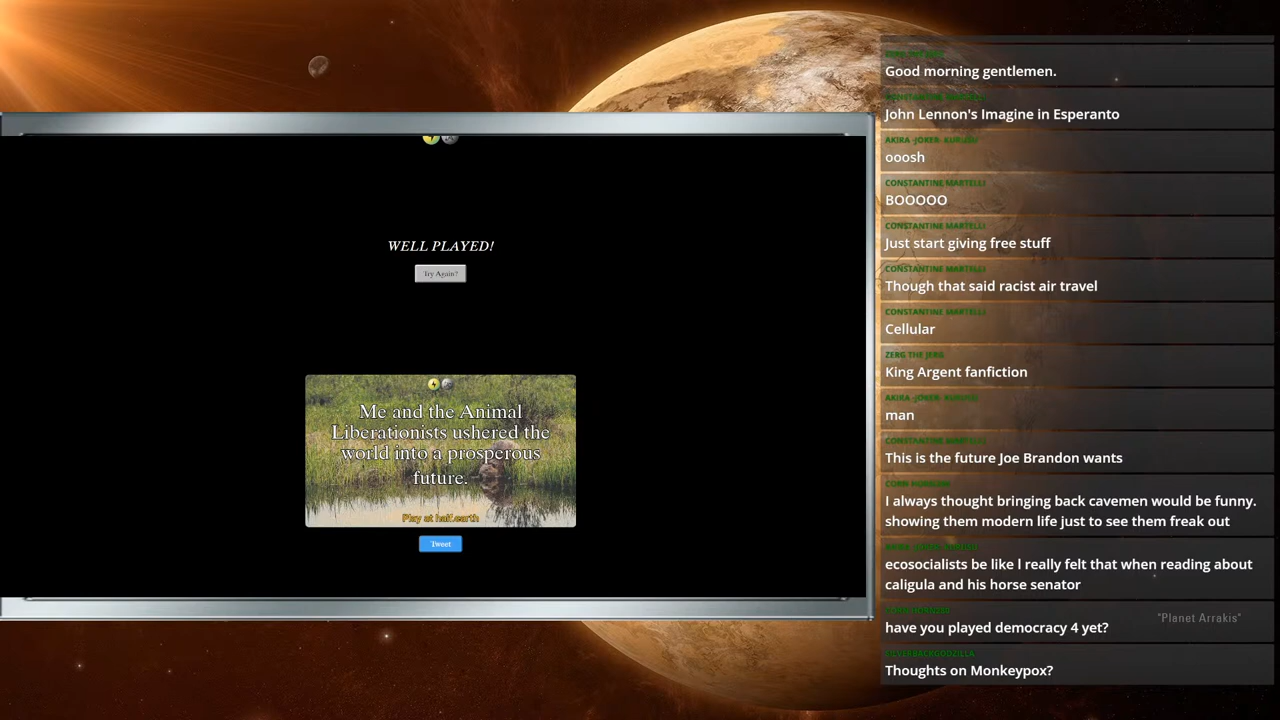 WELL PLAYED!
Try Again?
Me and the Animal
Liberationists ushered the
world into a prosperous
future.
Play at half.earth
Tweet
Good morning gentlemen.
CONSTANTINE MARTELLI
John Lennon's Imagine in Esperanto
AKIRA -JOKER- KURUSU
ooosh
CONSTANTINE MARTELLI
BOOOOO
CONSTANTINE MARTELLI
Just start giving free stuff
CONSTANTINE MARTELLI
Though that said racist air travel
CONSTANTINE MARTELLI
Cellular
ZERG THE JERG
King Argent fanfiction
AKIRA -JOKER- KURUSU
man
CONSTANTINE MARTELLI
This is the future Joe Brandon wants
I always thought bringing back cavemen would be funny.
showing them modern life just to see them freak out
AKIRA -JOKER- KURUSU
ecosocialists be like I really felt that when reading about
caligula and his horse senator
have you played democracy 4 yet?
"Planet Arrakis"
SILVERBACKGODZILLA
Thoughts on Monkeypox?